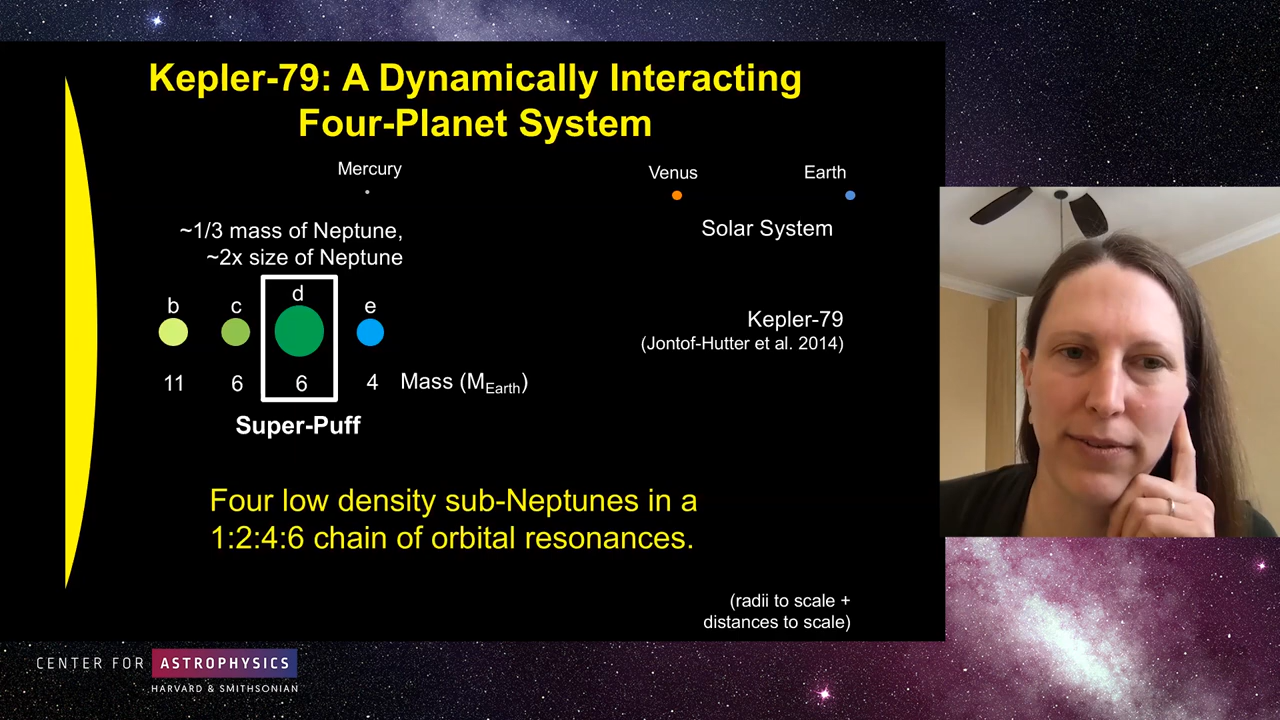 Kepler-79: A Dynamically Interacting
Four-Planet System
Mercury
Venus
Earth
Solar System
~1/3 mass of Neptune,
~2x size of Neptune
b
c
d
e
Kepler-79
(Jontof-Hutter et al. 2014)
11
6
6
4
Mass (MEarth)
Super-Puff
Four low density sub-Neptunes in a
1:2:4:6 chain of orbital resonances.
(radii to scale +
distances to scale)
CENTER FOR ASTROPHYSICS
HARVARD & SMITHSONIAN